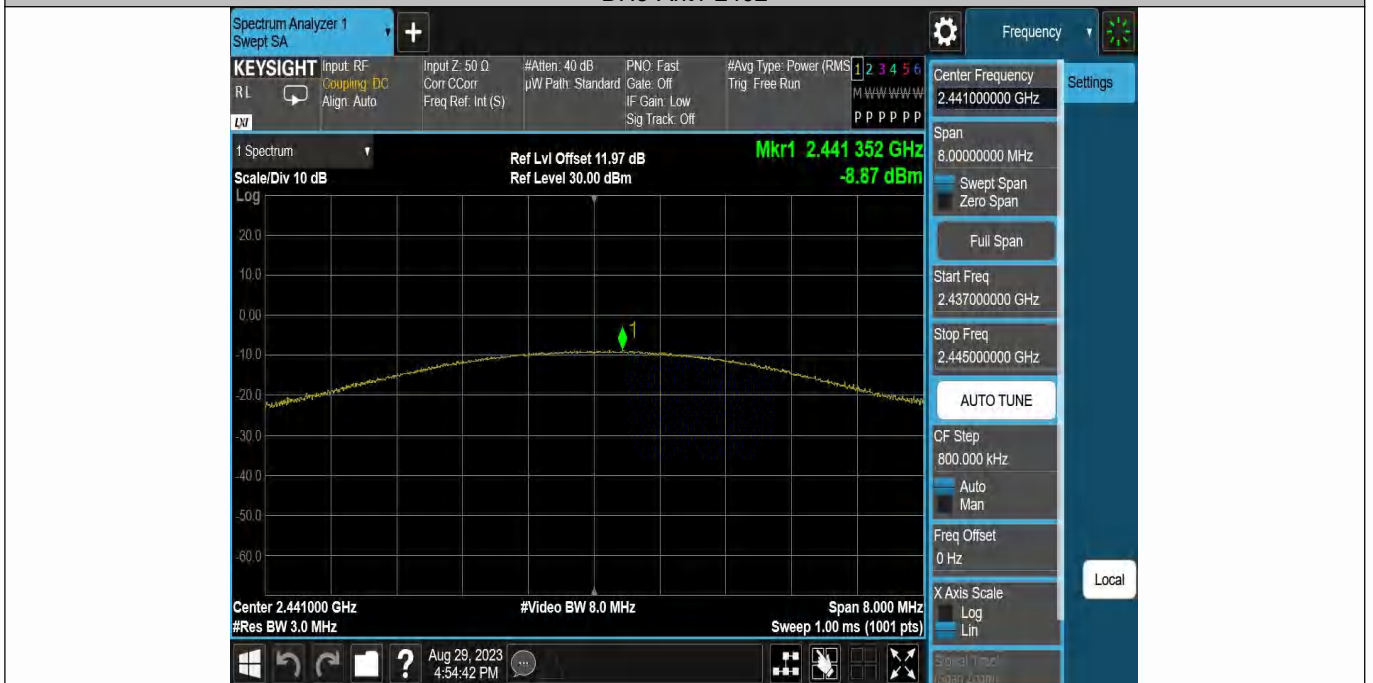 Spectrum Analyzer 1
Swept SA
+
Frequency
KEYSIGHT
RL
LXI
Input: RF
Coupling: DC
Align: Auto
Input Z: 50 Ω
Corr CCorr
Freq Ref: Int (S)
#Atten: 40 dB
µW Path: Standard
PNO: Fast
Gate: Off
IF Gain: Low
Sig Track: Off
#Avg Type: Power (RMS
Trig: Free Run
1 2 3 4 5 6
M W W W W W
P P P P P P
Center Frequency
2.441000000 GHz
Settings
1 Spectrum
Scale/Div 10 dB
Log
Ref Lvl Offset 11.97 dB
Ref Level 30.00 dBm
Mkr1 2.441 352 GHz
-8.87 dBm
Span
8.00000000 MHz
Swept Span
Zero Span
Full Span
Start Freq
2.437000000 GHz
Stop Freq
2.445000000 GHz
AUTO TUNE
CF Step
800.000 kHz
Auto
Man
Freq Offset
0 Hz
X Axis Scale
Log
Lin
Signal Track
(Span Zoom)
Local
20.0
10.0
0.00
-10.0
-20.0
-30.0
-40.0
-50.0
-60.0
1
Center 2.441000 GHz
#Res BW 3.0 MHz
#Video BW 8.0 MHz
Span 8.000 MHz
Sweep 1.00 ms (1001 pts)
?
Aug 29, 2023
4:54:42 PM